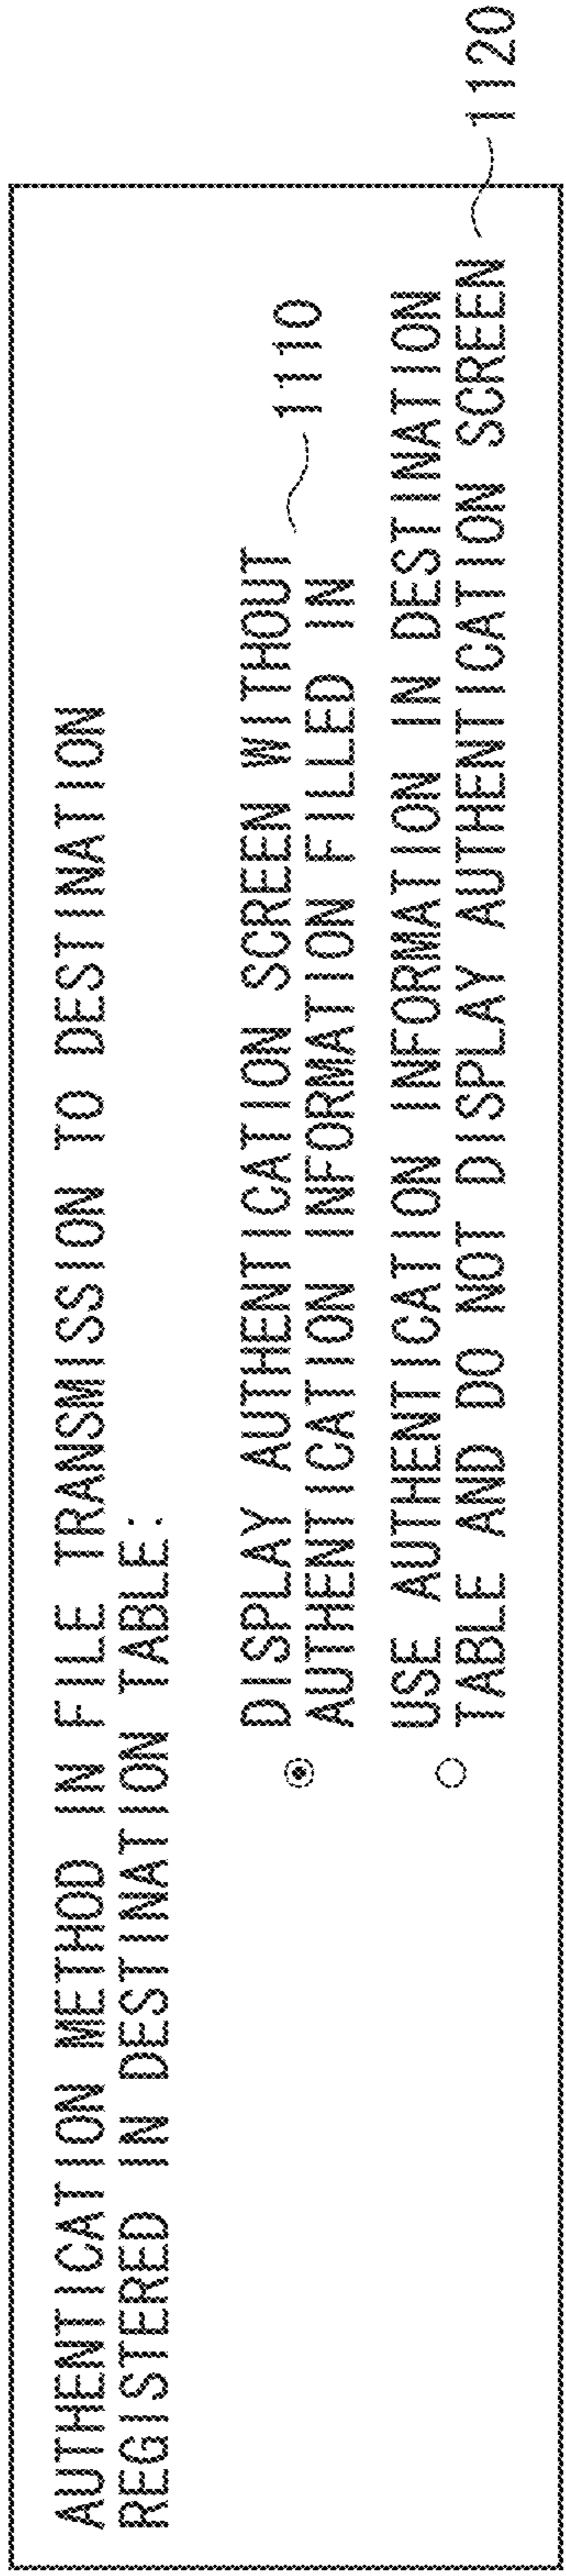 AUTHENTICATION METHOD IN FILE TRANSMISSION TO DESTINATION
REGISTERED IN DESTINATION TABLE:
DISPLAY AUTHENTICATION SCREEN WITHOUT
AUTHENTICATION INFORMATION FILLED IN
1110
USE AUTHENTICATION INFORMATION IN DESTINATION
TABLE AND DO NOT DISPLAY AUTHENTICATION SCREEN
1120